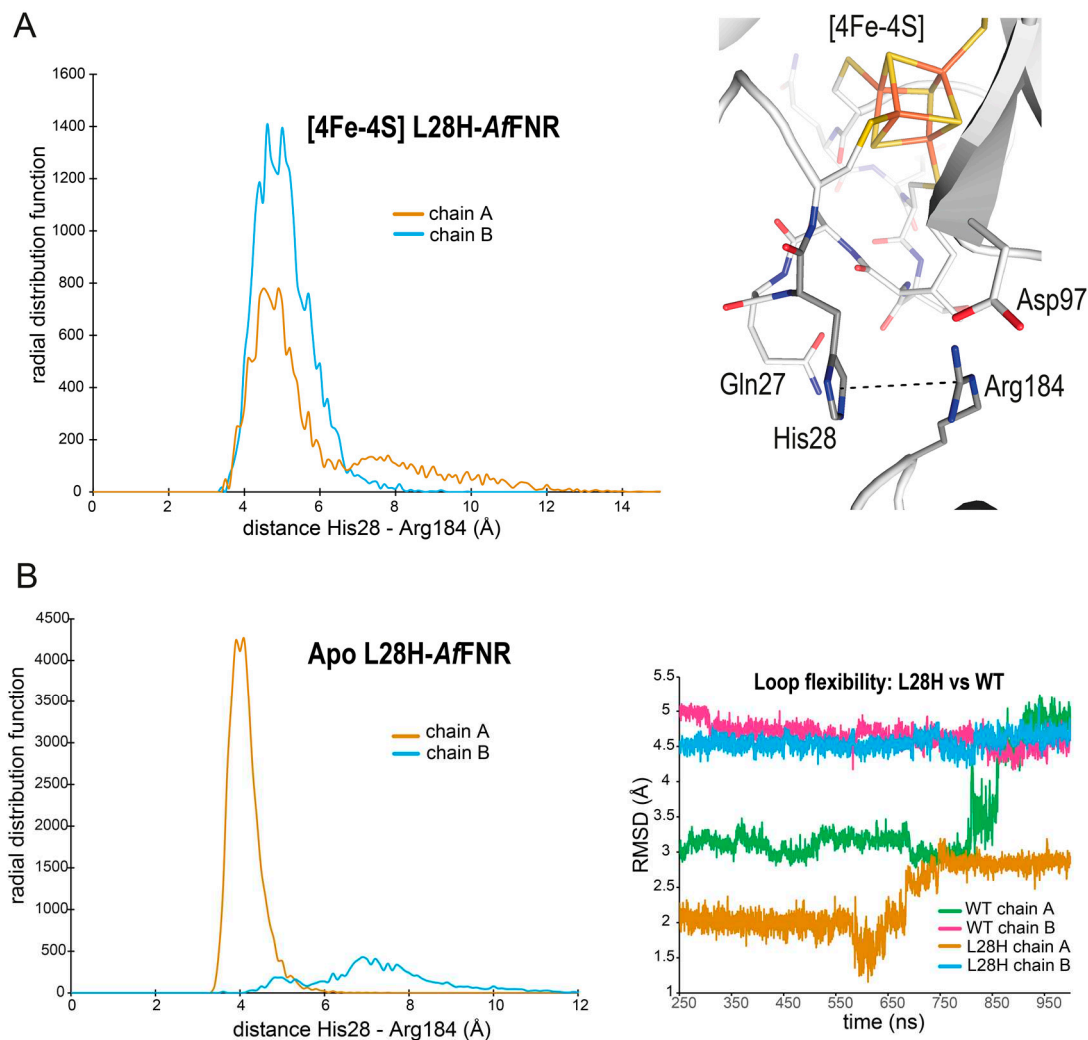 A
[4Fe-4S] L28H-AfFNR
radial distribution function
1600
1400
1200
1000
800
600
400
200
0
0 2 4 6 8 10 12 14
distance His28 - Arg184 (Å)
chain A
chain B
[4Fe-4S]
Asp97
Gln27
Arg184
His28
B
Apo L28H-AfFNR
radial distribution function
4500
4000
3500
3000
2500
2000
1500
1000
500
0
0 2 4 6 8 10 12
distance His28 - Arg184 (Å)
chain A
chain B
Loop flexibility: L28H vs WT
RMSD (Å)
5.5
5
4.5
4
3.5
3
2.5
2
1.5
1
250 350 450 550 650 750 850 950
time (ns)
WT chain A
WT chain B
L28H chain A
L28H chain B